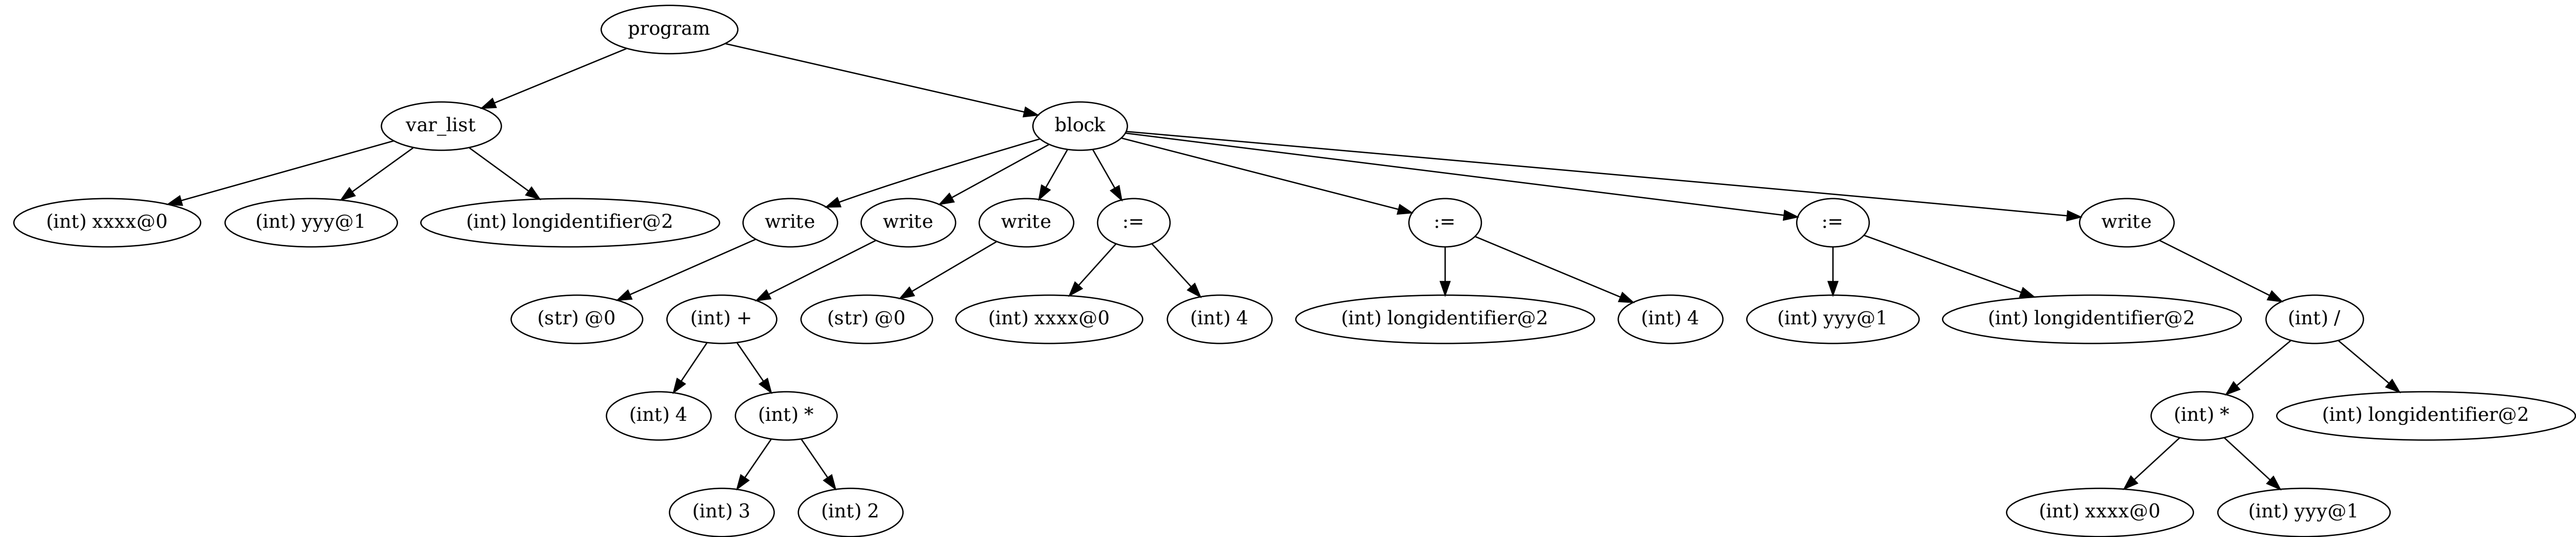 program
var_list
block
(int) xxxx@0
(int) yyy@1
(int) longidentifier@2
write
write
write
:=
:=
:=
write
(str) @0
(int) +
(str) @0
(int) xxxx@0
(int) 4
(int) longidentifier@2
(int) 4
(int) yyy@1
(int) longidentifier@2
(int) /
(int) 4
(int) *
(int) *
(int) longidentifier@2
(int) 3
(int) 2
(int) xxxx@0
(int) yyy@1